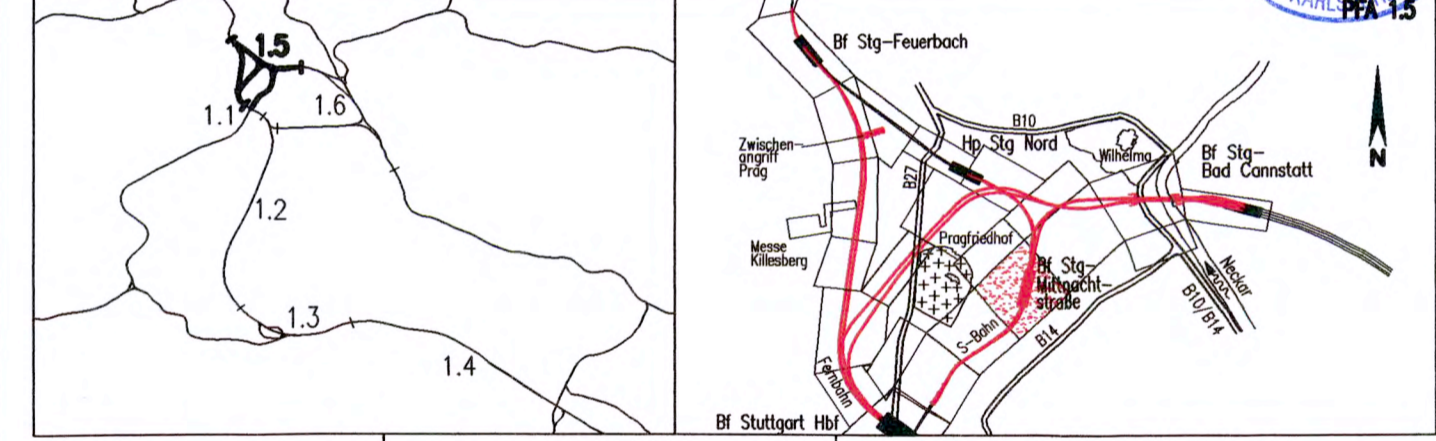 1.5
1.1
1.6
1.2
1.3
1.4
PFA 1.5
Bf Stg-Feuerbach
B10
Zwischen-
angriff
Prag
Hp Stg Nord
Wilhelma
Bf Stg-
Bad Cannstatt
N
B27
Messe
Killesberg
Pragfriedhof
Bf Stg-
Mittnacht-
straße
Neckar
B10/B14
S-Bahn
B14
Fernbahn
Bf Stuttgart Hbf